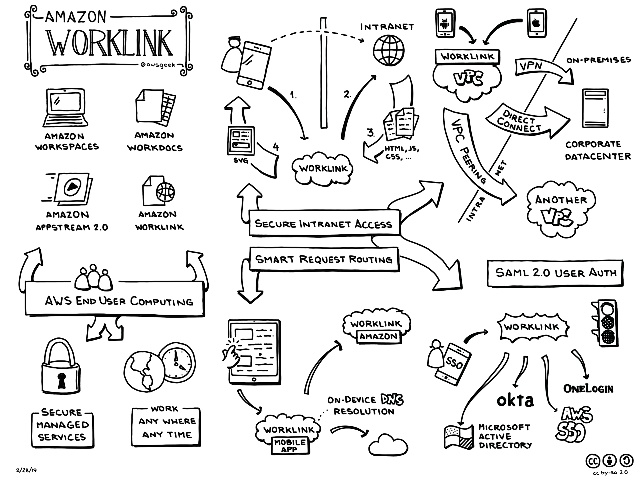 AMAZON
WORKLINK
@awsgeek
AMAZON
WORKSPACES
AMAZON
WORKDOCS
AMAZON
APPSTREAM 2.0
AMAZON
WORKLINK
AWS END USER COMPUTING
SECURE
MANAGED
SERVICES
WORK
ANY WHERE
ANY TIME
2/28/19
INTRANET
1.
2.
3.
4.
SVG
HTML, JS,
CSS, ...
WORKLINK
SECURE INTRANET ACCESS
SMART REQUEST ROUTING
WORKLINK
AMAZON
ON-DEVICE DNS
RESOLUTION
WORKLINK
MOBILE
APP
WORKLINK
VPC
VPN
ON-PREMISES
DIRECT
CONNECT
CORPORATE
DATACENTER
VPC PEERING
INTRA NET
ANOTHER
VPC
SAML 2.0 USER AUTH
SSO
WORKLINK
okta
ONELOGIN
AWS
SSO
MICROSOFT
ACTIVE
DIRECTORY
cc by-sa 2.0